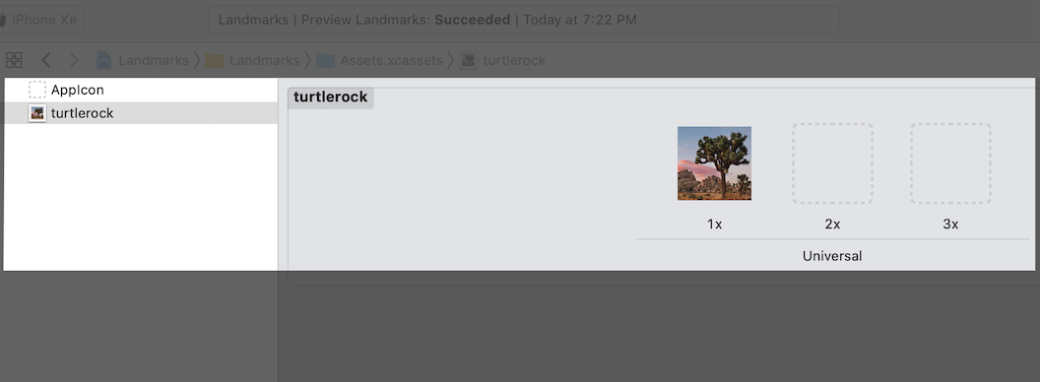 iPhone XR
Landmarks | Preview Landmarks: Succeeded | Today at 7:22 PM
Landmarks
Landmarks
Assets.xcassets
turtlerock
AppIcon
turtlerock
turtlerock
1x
2x
3x
Universal